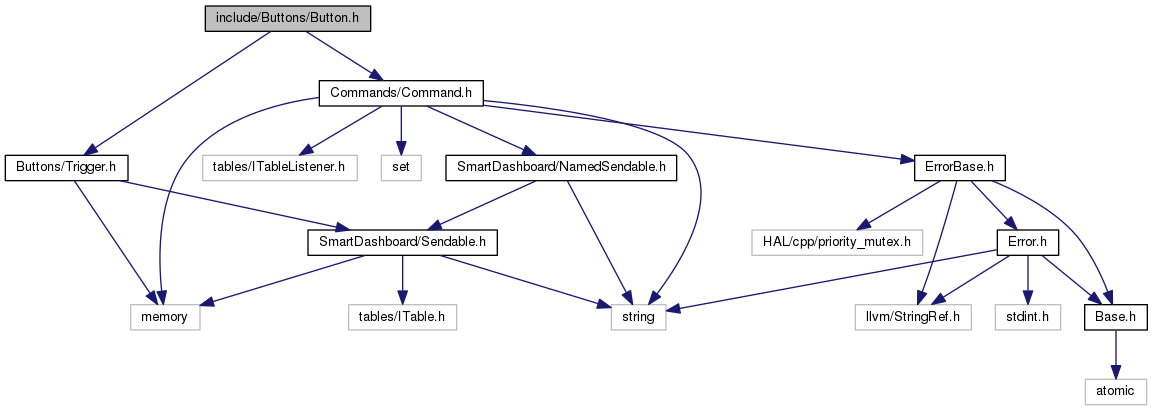 include/Buttons/Button.h
Commands/Command.h
Buttons/Trigger.h
tables/ITableListener.h
set
SmartDashboard/NamedSendable.h
ErrorBase.h
SmartDashboard/Sendable.h
HAL/cpp/priority_mutex.h
Error.h
memory
tables/ITable.h
string
llvm/StringRef.h
stdint.h
Base.h
atomic